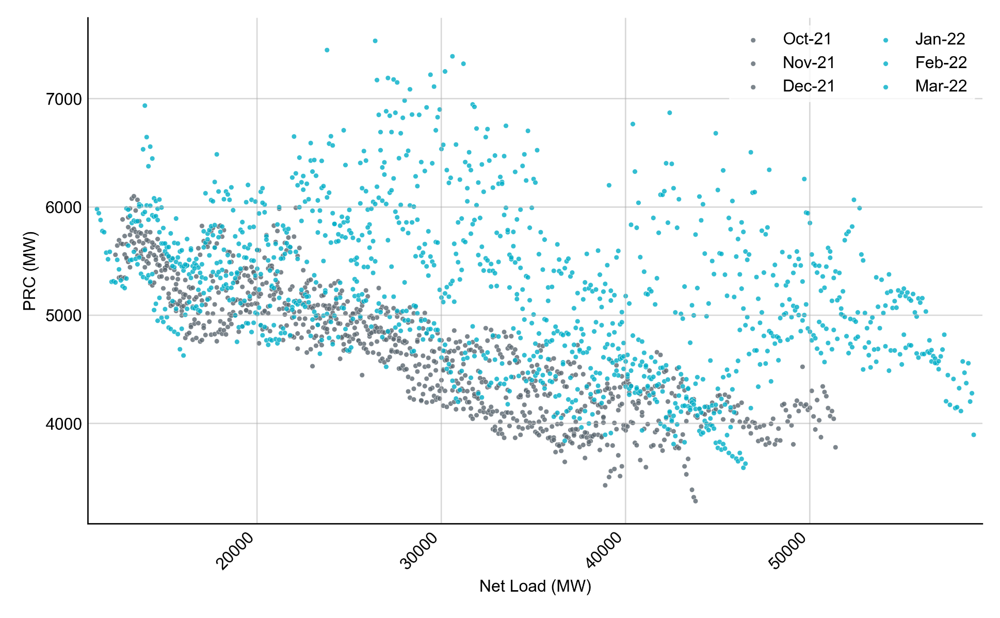 Oct-21
Nov-21
Dec-21
Jan-22
Feb-22
Mar-22
7000
6000
5000
4000
PRC (MW)
20000
30000
40000
50000
Net Load (MW)